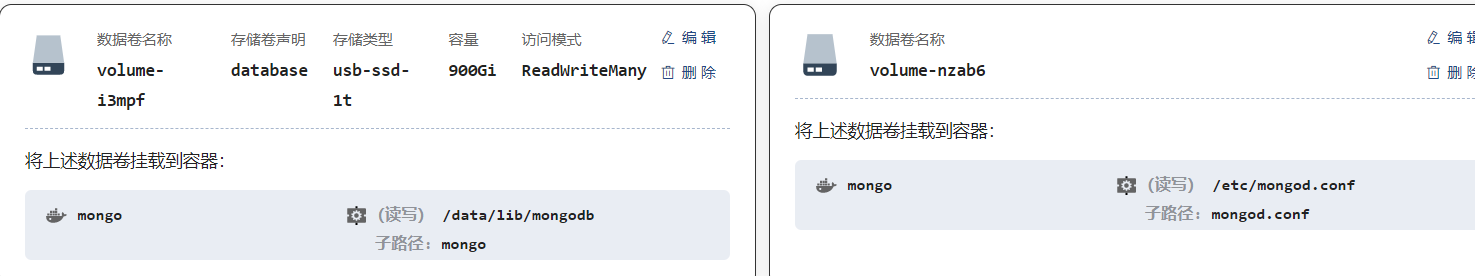 数据卷名称 存储卷声明 存储类型 容量 访问模式 编辑
volume- database usb-ssd- 900Gi ReadWriteMany 删除
i3mpf 1t
将上述数据卷挂载到容器：
mongo (读写) /data/lib/mongodb
子路径：mongo
数据卷名称 编辑
volume-nzab6 删除
将上述数据卷挂载到容器：
mongo (读写) /etc/mongod.conf
子路径：mongod.conf